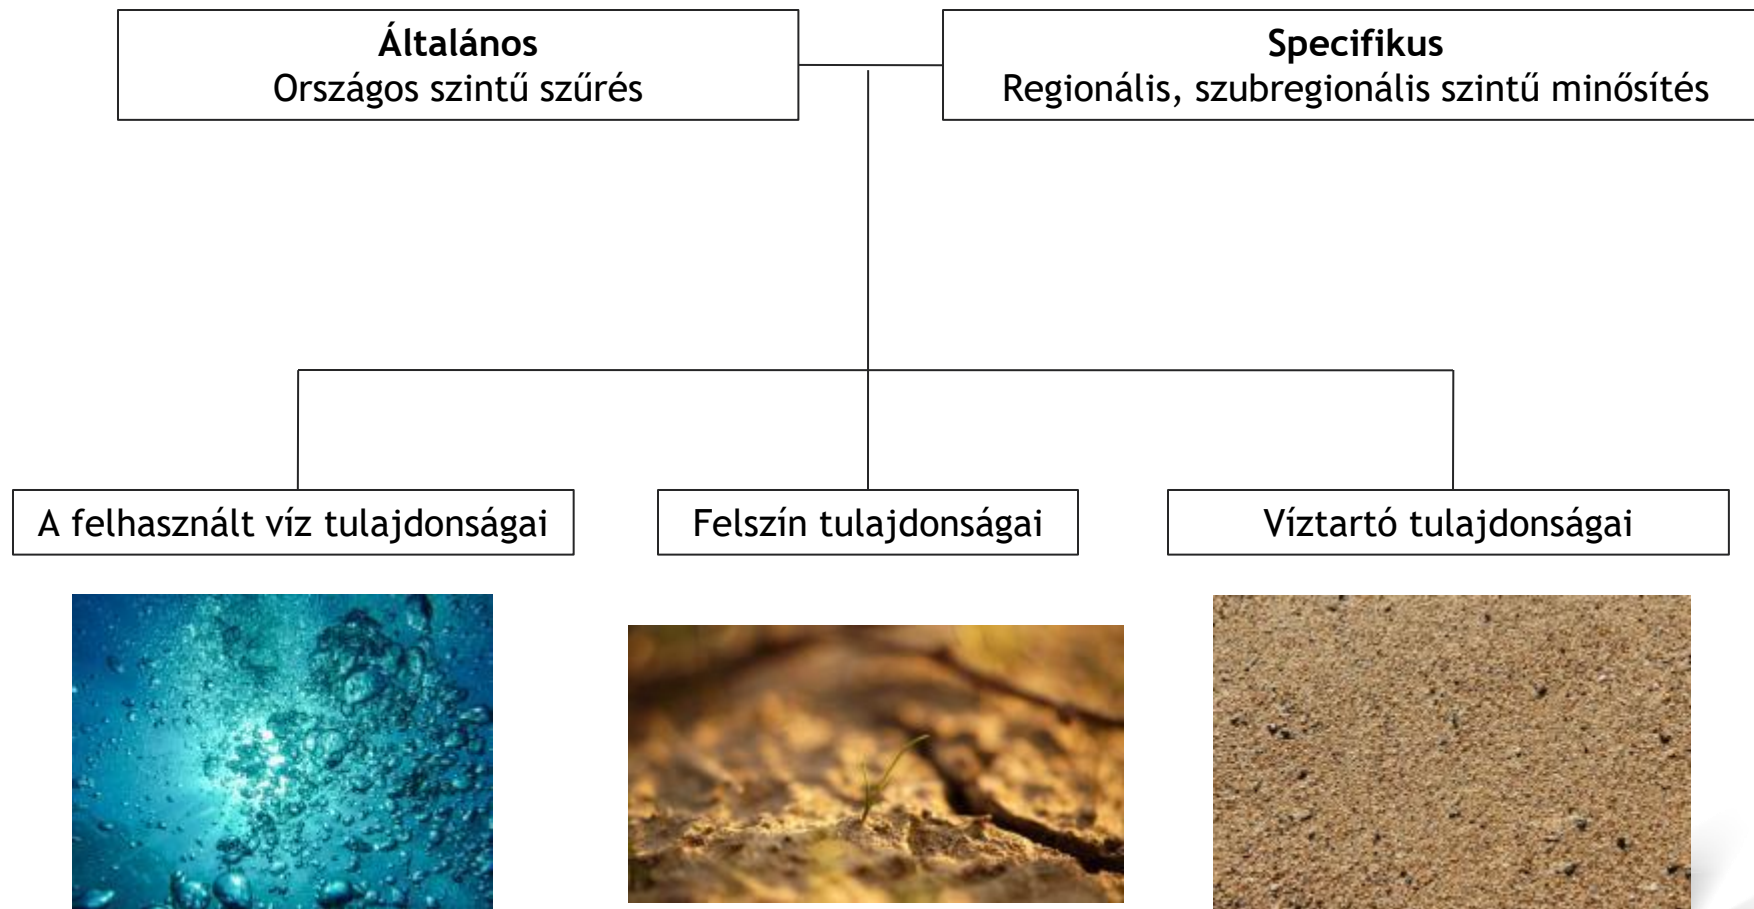 Általános
Országos szintű szűrés
Specifikus
Regionális, szubregionális szintű minősítés
A felhasznált víz tulajdonságai
Felszín tulajdonságai
Víztartó tulajdonságai